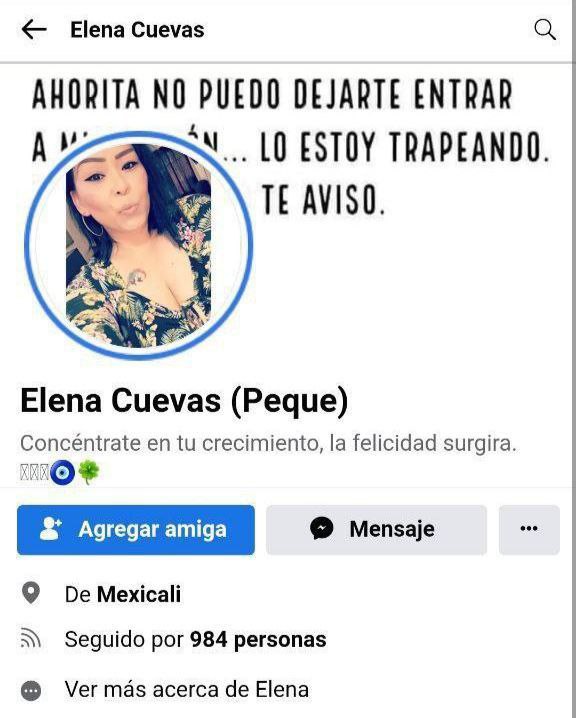 Elena Cuevas
AHORITA NO PUEDO DEJARTE ENTRAR
A ... LO ESTOY TRAPEANDO.
TE AVISO.
Elena Cuevas (Peque)
Concéntrate en tu crecimiento, la felicidad surgira.
Agregar amiga
Mensaje
De Mexicali
Seguido por 984 personas
Ver más acerca de Elena